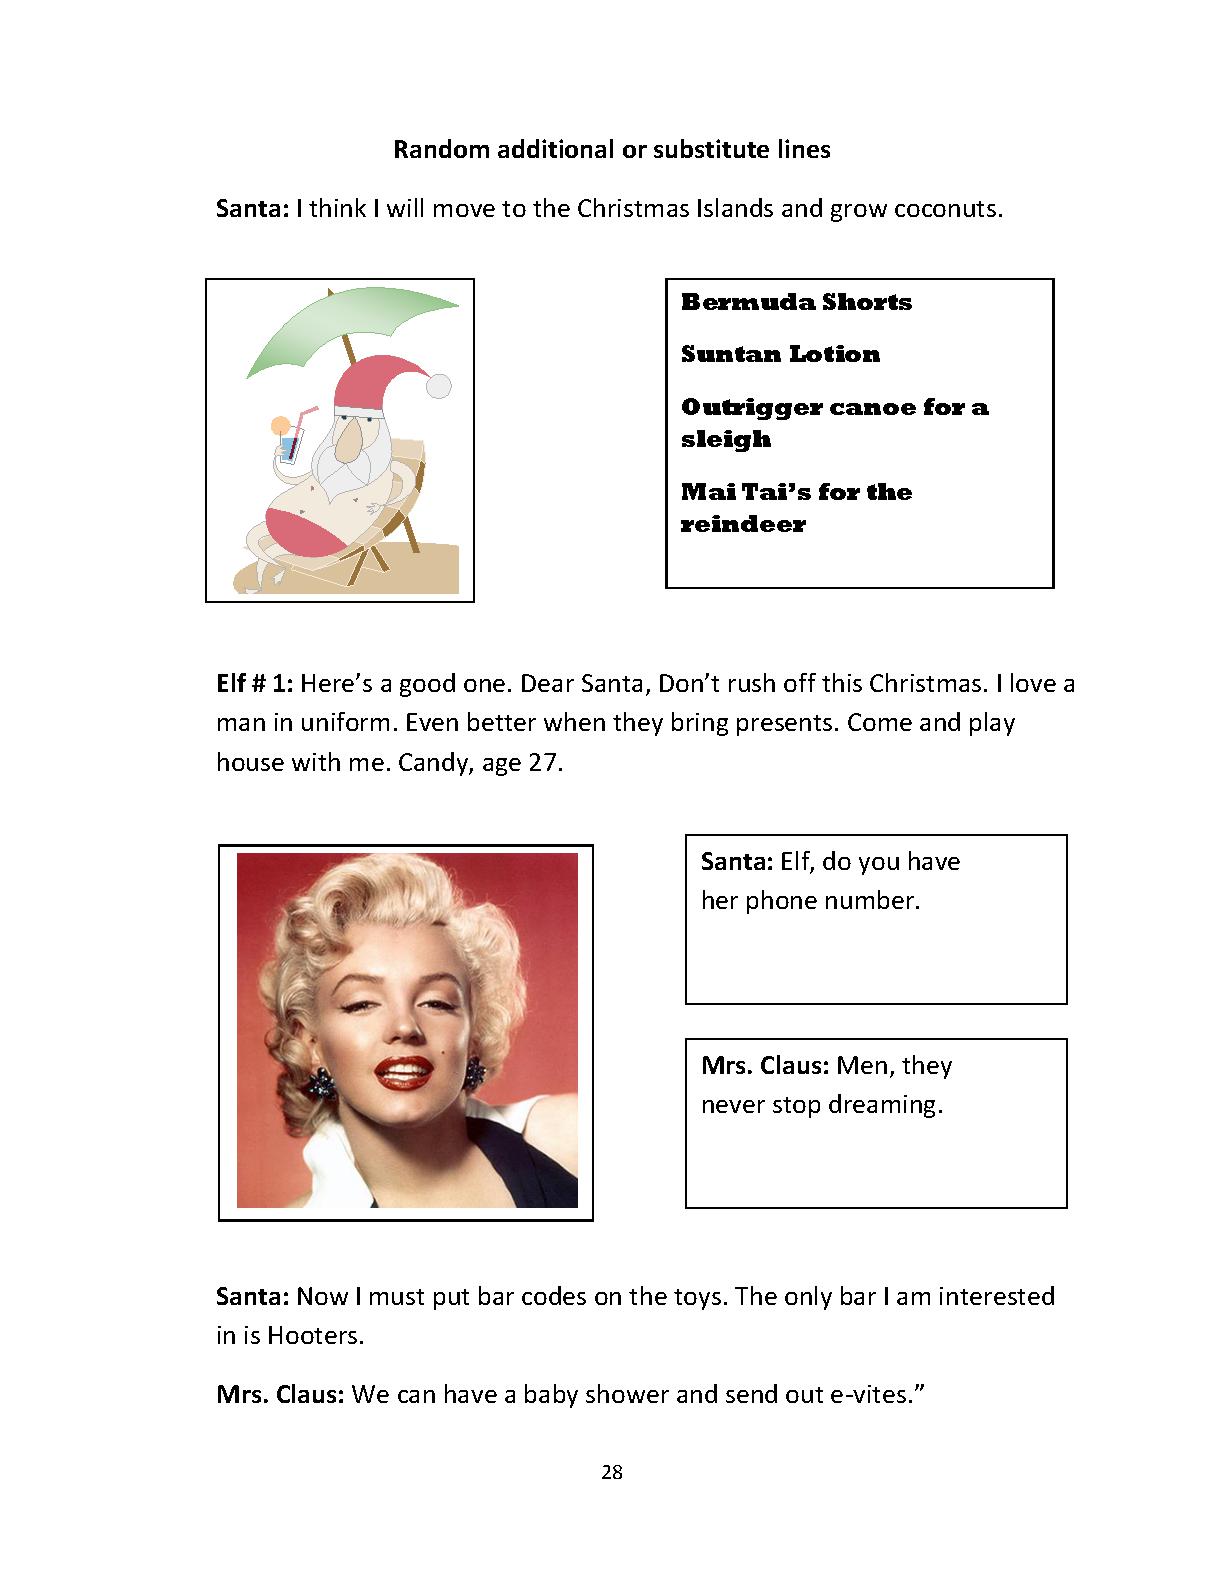 Random additional or substitute lines
Santa: I think I will move to the Christmas Islands and grow coconuts.
Bermuda Shorts
Suntan Lotion
Outrigger canoe for a
sleigh
Mai Tai’s for the
reindeer
Elf # 1: Here’s a good one. Dear Santa, Don’t rush off this Christmas. I love a
man in uniform. Even better when they bring presents. Come and play
house with me. Candy, age 27.
Santa: Elf, do you have
her phone number.
Mrs. Claus: Men, they
never stop dreaming.
Santa: Now I must put bar codes on the toys. The only bar I am interested
in is Hooters.
Mrs. Claus: We can have a baby shower and send out e-vites.”
28